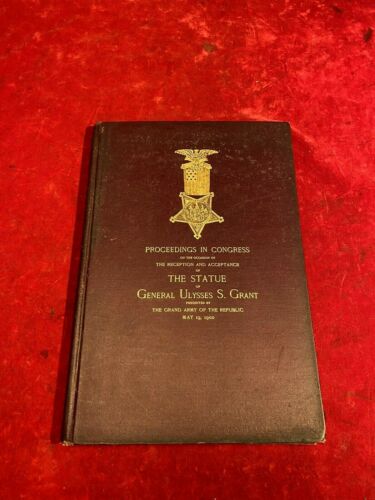 PROCEEDINGS IN CONGRESS
ON THE OCCASION OF
THE RECEPTION AND ACCEPTANCE
OF
THE STATUE
OF
GENERAL ULYSSES S. GRANT
PRESENTED BY
THE GRAND ARMY OF THE REPUBLIC
MAY 19, 1900